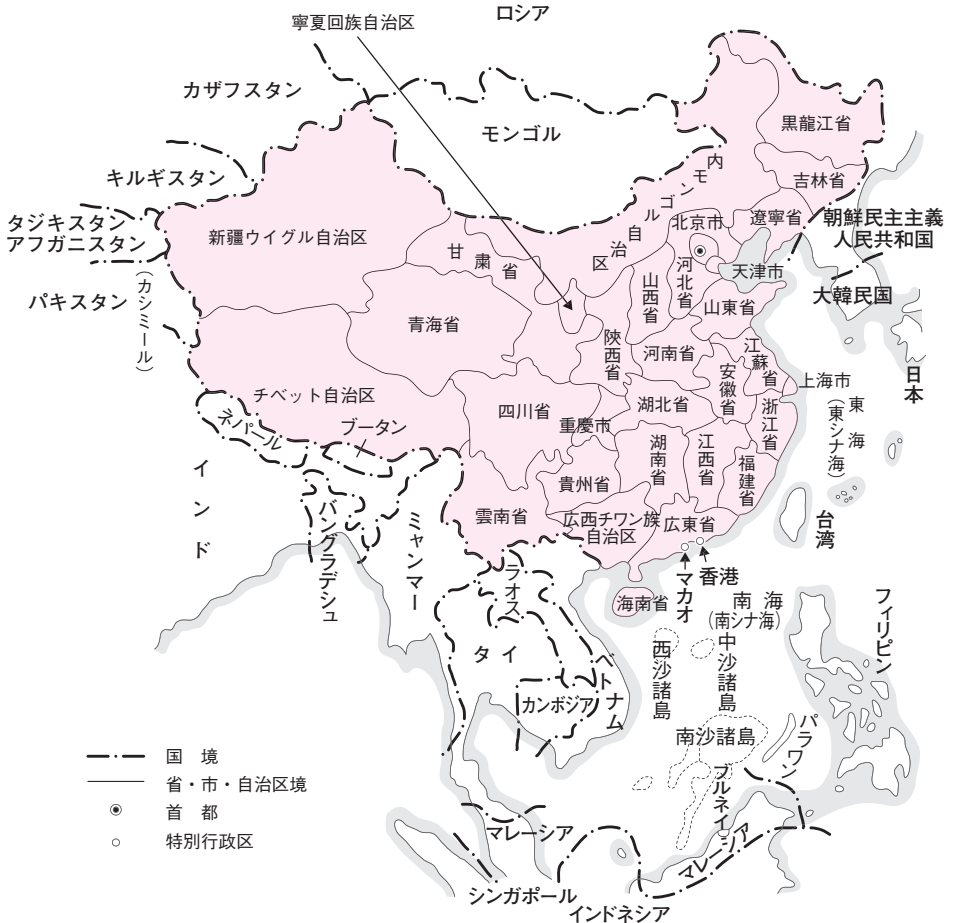 ロシア
寧夏回族自治区
カザフスタン
モンゴル
黒龍江省
キルギスタン
吉林省
内モンゴル自治区
タジキスタン
アフガニスタン
新疆ウイグル自治区
甘粛省
北京市
遼寧省
朝鮮民主主義
人民共和国
天津市
河北省
山西省
大韓民国
パキスタン
(カシミール)
青海省
山東省
陝西省
河南省
江蘇省
安徽省
日本
上海市
チベット自治区
四川省
重慶市
湖北省
浙江省
東海
(東シナ海)
ネパール
ブータン
湖南省
江西省
福建省
インド
貴州省
バングラデシュ
ミャンマー
雲南省
広西チワン族
自治区
広東省
台湾
香港
マカオ
ラオス
海南省
南海
(南シナ海)
フィリピン
タイ
ベトナム
西沙諸島
中沙諸島
カンボジア
南沙諸島
パラワン
ブルネイ
国境
省・市・自治区境
首都
特別行政区
マレーシア
マレーシア
シンガポール
インドネシア